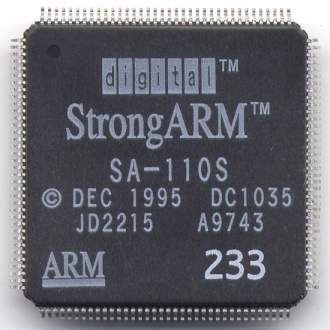 digital™
StrongARM™
SA-110S
© DEC 1995 DC1035
JD2215 A9743
ARM 233